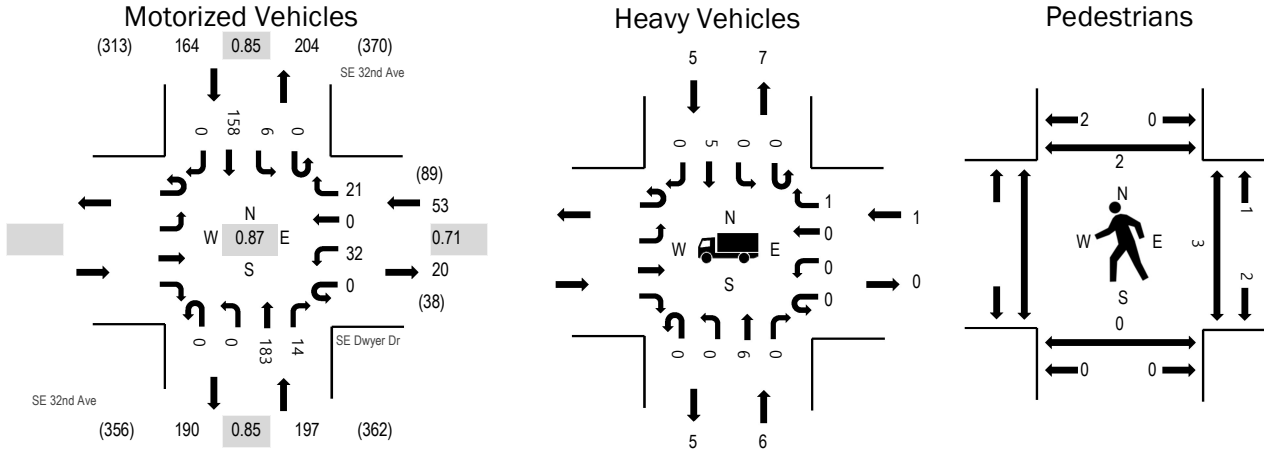 Motorized Vehicles
(313) 164 0.85 204 (370)
SE 32nd Ave
0 158 6 0
21
0
32
0
(89)
53
0.71
20
(38)
N
W 0.87 E
S
0 0 183 14
SE Dwyer Dr
SE 32nd Ave
(356) 190 0.85 197 (362)
Heavy Vehicles
5 7
0 5 0 0
1
0
0
0
1
0
N
W E
S
0 0 6 0
5 6
Pedestrians
2 0
2
N
W E
S
1
3
2
0
0 0